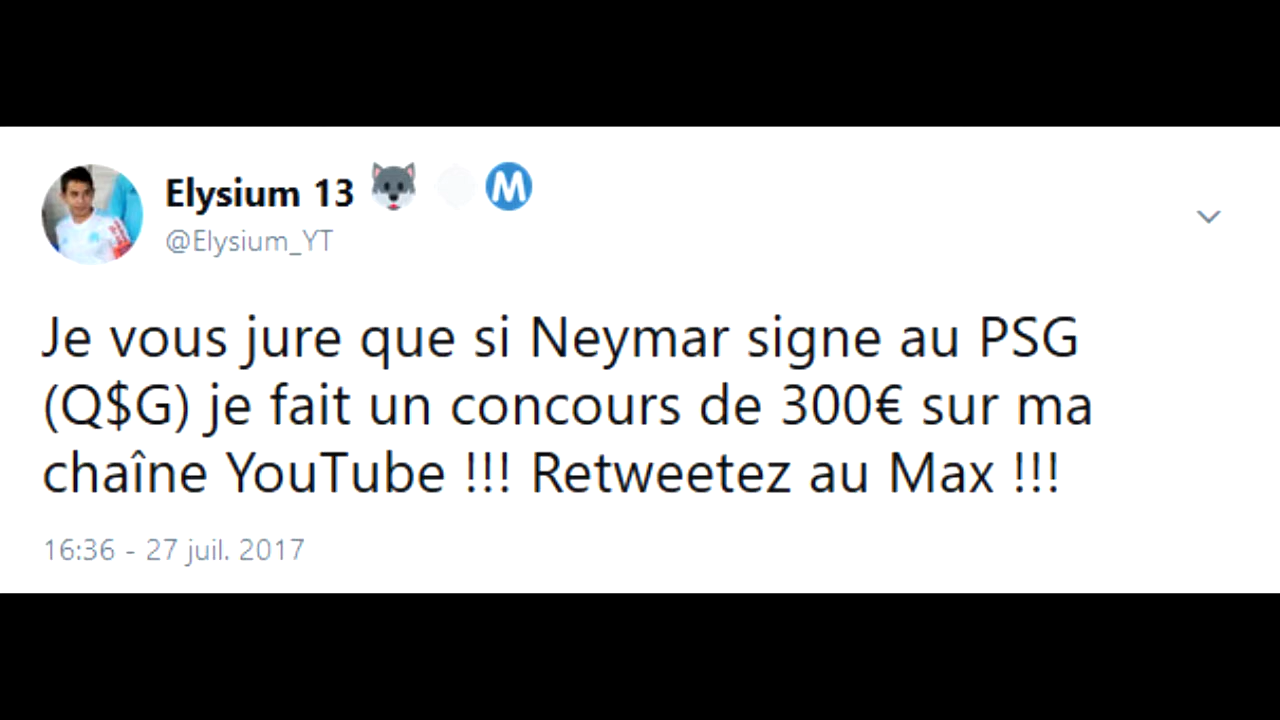 Elysium 13 🐺 Ⓜ
@Elysium_YT
Je vous jure que si Neymar signe au PSG
(Q$G) je fait un concours de 300€ sur ma
chaîne YouTube !!! Retweetez au Max !!!
16:36 - 27 juil. 2017